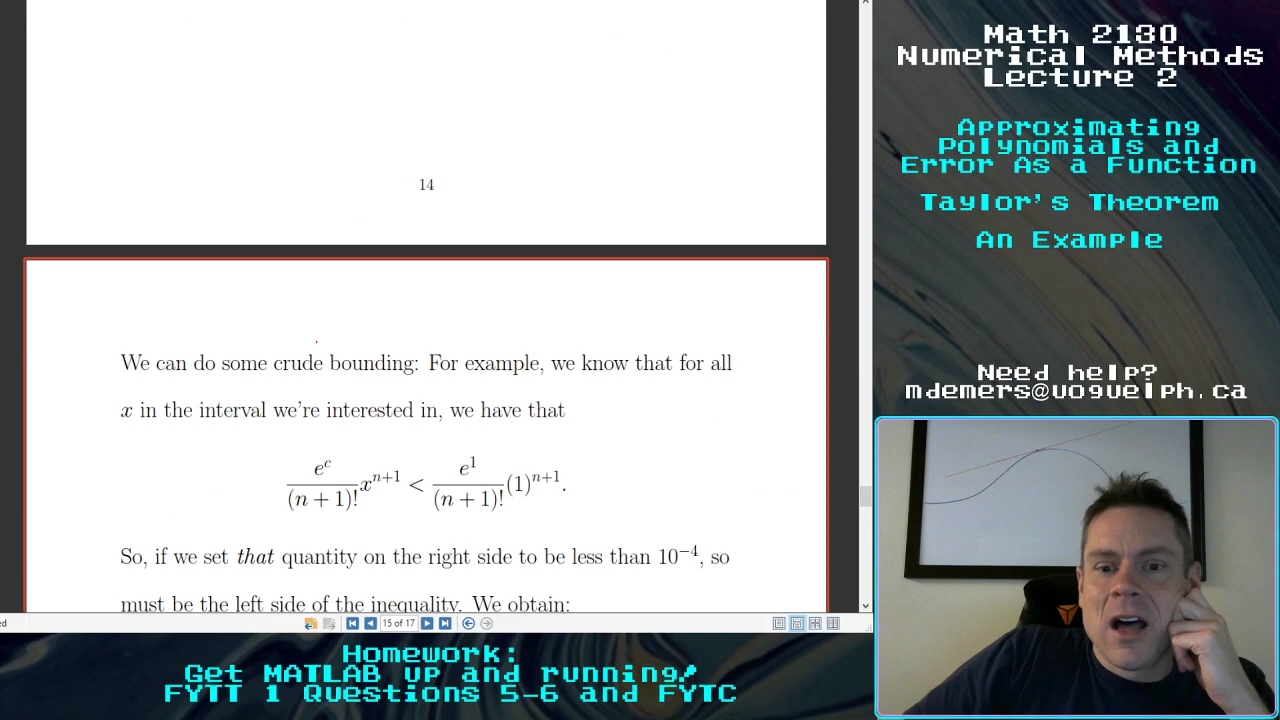 14
We can do some crude bounding: For example, we know that for all
x in the interval we're interested in, we have that
e^c/(n + 1)! x^{n+1} < e^1/(n + 1)! (1)^{n+1}.
So, if we set that quantity on the right side to be less than 10^{−4}, so
must be the left side of the inequality. We obtain:
ed
15 of 17
Math 2130
Numerical Methods
Lecture 2
Approximating
Polynomials and
Error As a Function
Taylor's Theorem
An Example
Need help?
mdemers@uoguelph.ca
Homework:
Get MATLAB up and running!
FYTT 1 Questions 5-6 and FYTC